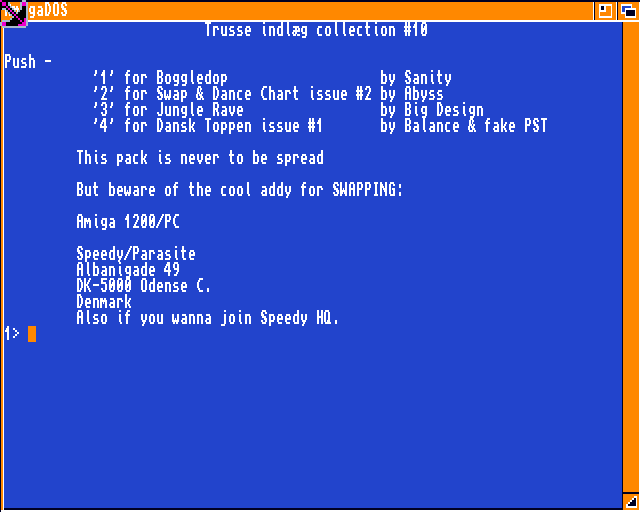 gaDOS
Trusse indlæg collection #10
Push -
'1' for Boggledop by Sanity
'2' for Swap & Dance Chart issue #2 by Abyss
'3' for Jungle Rave by Big Design
'4' for Dansk Toppen issue #1 by Balance & fake PST
This pack is never to be spread
But beware of the cool addy for SWAPPING:
Amiga 1200/PC
Speedy/Parasite
Albanigade 49
DK-5000 Odense C.
Denmark
Also if you wanna join Speedy HQ.
1>